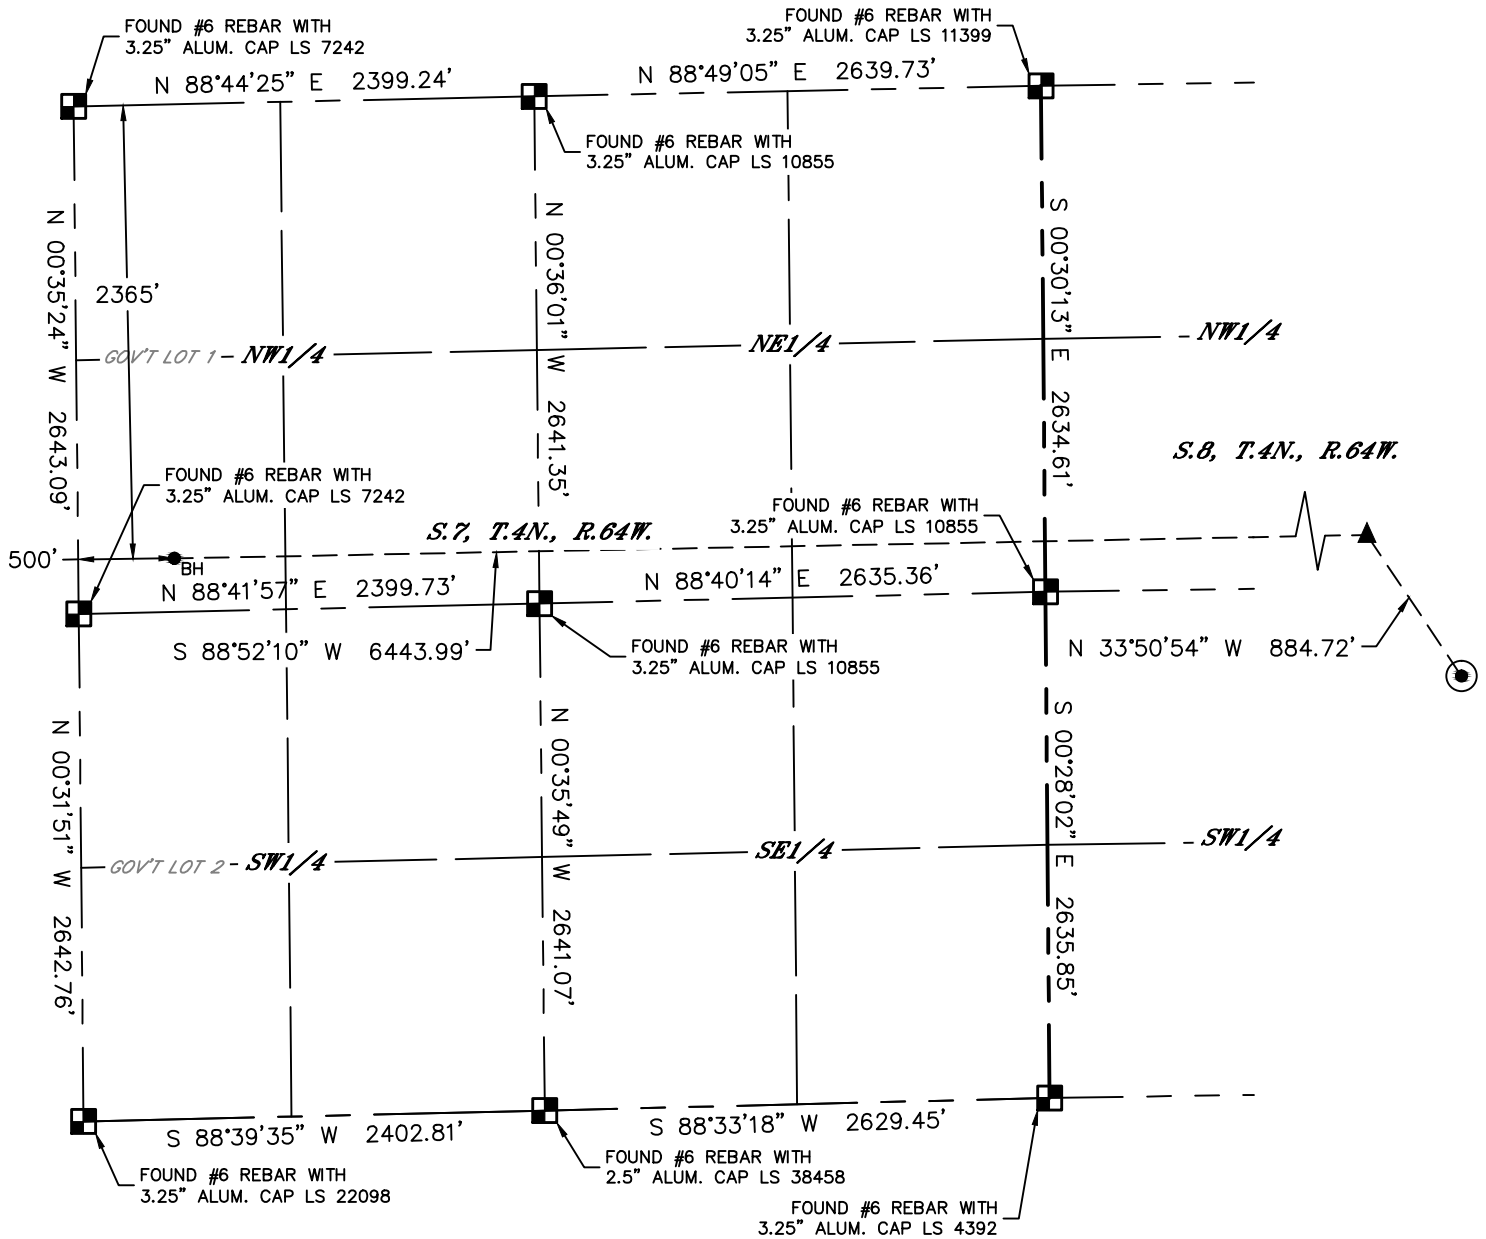 FOUND #6 REBAR WITH
3.25" ALUM. CAP LS 7242
FOUND #6 REBAR WITH
3.25" ALUM. CAP LS 11399
N 88°44'25" E 2399.24'
N 88°49'05" E 2639.73'
FOUND #6 REBAR WITH
3.25" ALUM. CAP LS 10855
N 00°35'24" W 2643.09'
2365'
N 00°36'01" W 2641.35'
S 00°30'13" E 2634.61'
GOV'T LOT 1
NW1/4
NE1/4
NW1/4
S.8, T.4N., R.64W.
FOUND #6 REBAR WITH
3.25" ALUM. CAP LS 7242
FOUND #6 REBAR WITH
3.25" ALUM. CAP LS 10855
S.7, T.4N., R.64W.
500'
BH
N 88°41'57" E 2399.73'
N 88°40'14" E 2635.36'
S 88°52'10" W 6443.99'
FOUND #6 REBAR WITH
3.25" ALUM. CAP LS 10855
N 33°50'54" W 884.72'
N 00°31'51" W 2642.76'
N 00°35'49" W 2641.07'
S 00°28'02" E 2635.85'
GOV'T LOT 2
SW1/4
SE1/4
SW1/4
S 88°39'35" W 2402.81'
S 88°33'18" W 2629.45'
FOUND #6 REBAR WITH
3.25" ALUM. CAP LS 22098
FOUND #6 REBAR WITH
2.5" ALUM. CAP LS 38458
FOUND #6 REBAR WITH
3.25" ALUM. CAP LS 4392